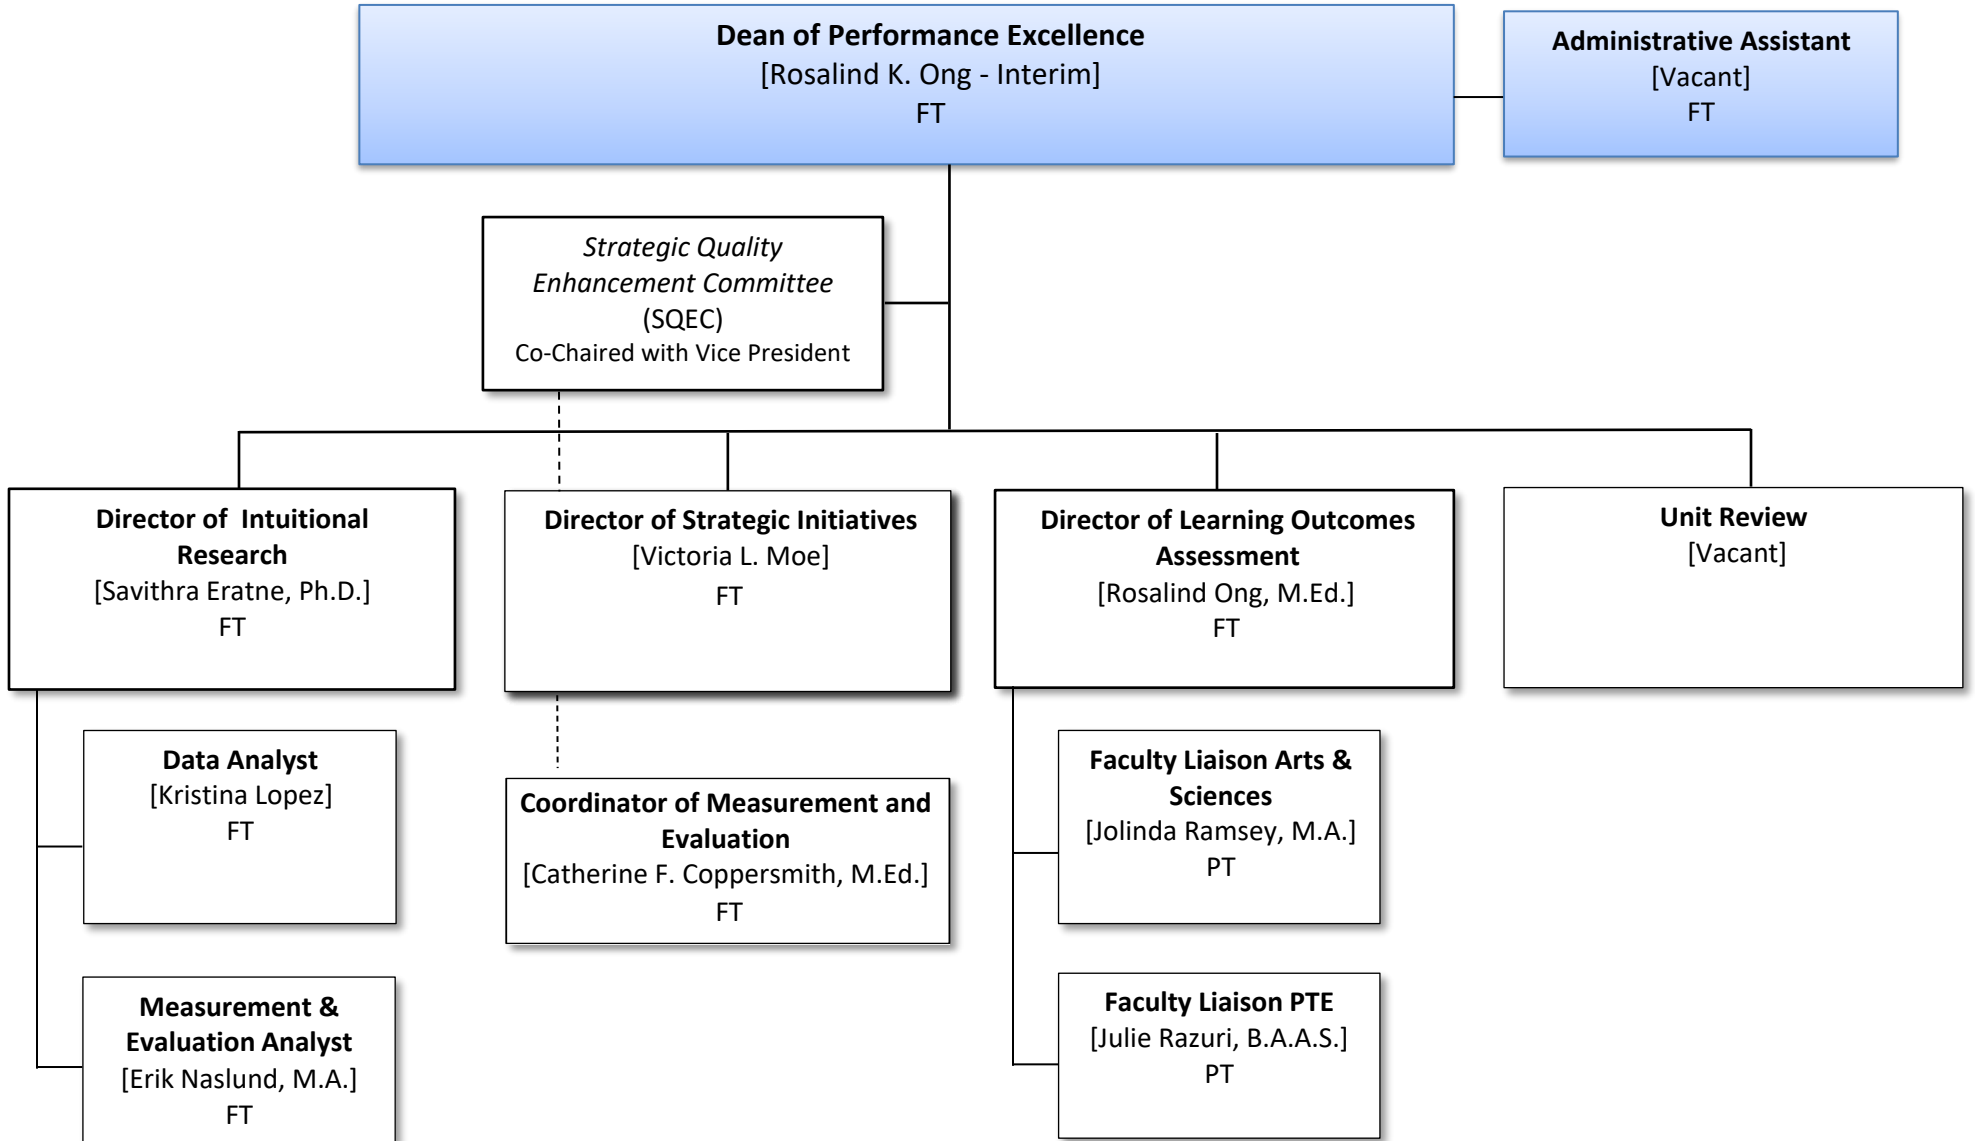 Dean of Performance Excellence
[Rosalind K. Ong - Interim]
FT
Administrative Assistant
[Vacant]
FT
Strategic Quality
Enhancement Committee
(SQEC)
Co-Chaired with Vice President
Director of  Intuitional
Research
[Savithra Eratne, Ph.D.]
FT
Director of Strategic Initiatives
[Victoria L. Moe]
FT
Director of Learning Outcomes
Assessment
[Rosalind Ong, M.Ed.]
FT
Unit Review
[Vacant]
Data Analyst
[Kristina Lopez]
FT
Coordinator of Measurement and
Evaluation
[Catherine F. Coppersmith, M.Ed.]
FT
Faculty Liaison Arts &
Sciences
[Jolinda Ramsey, M.A.]
PT
Measurement &
Evaluation Analyst
[Erik Naslund, M.A.]
FT
Faculty Liaison PTE
[Julie Razuri, B.A.A.S.]
PT